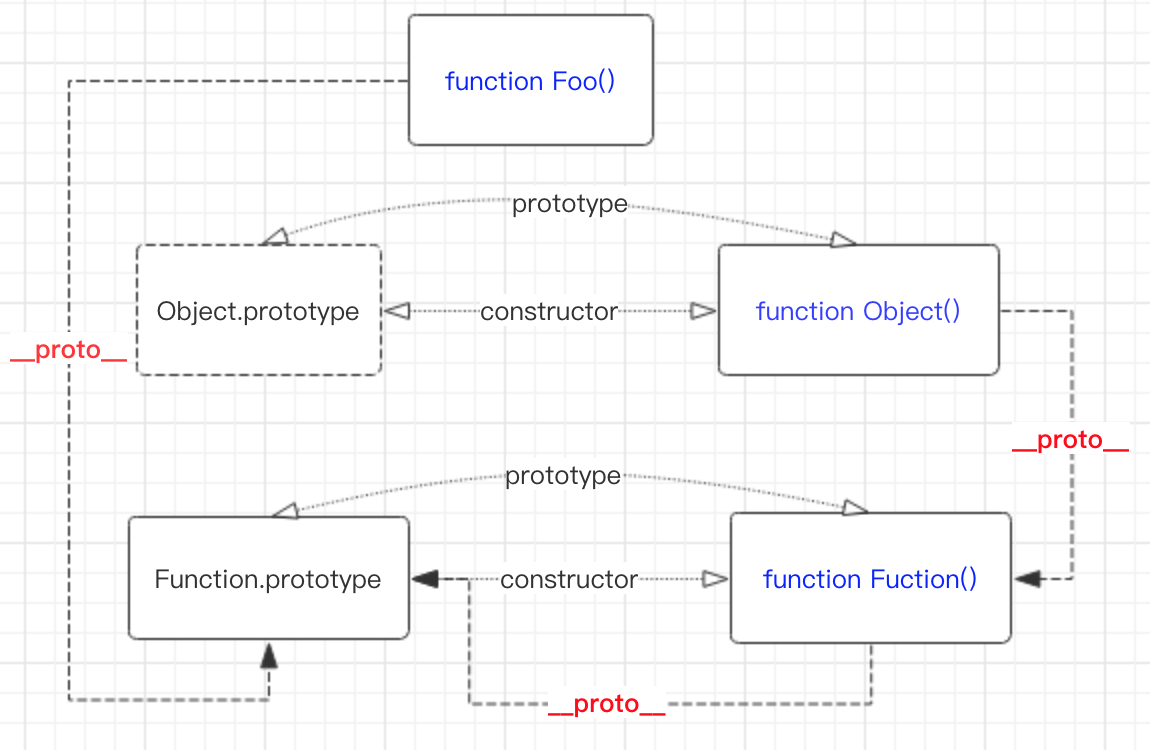 function Foo()
prototype
Object.prototype
constructor
function Object()
__proto__
__proto__
prototype
Function.prototype
constructor
function Fuction()
__proto__